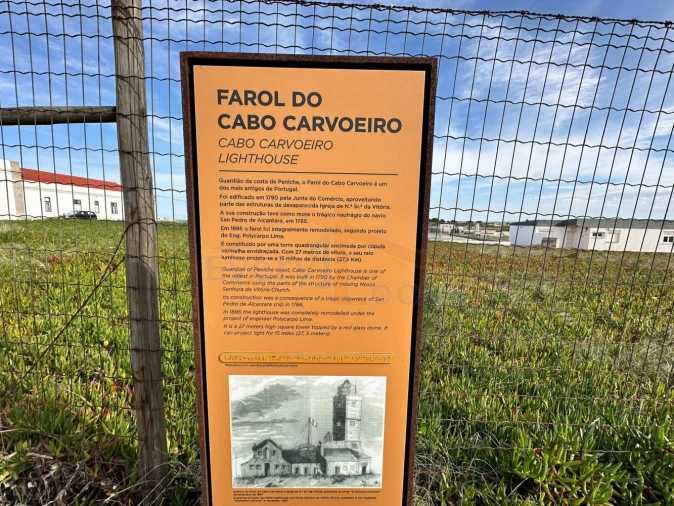 FAROL DO
CABO CARVOEIRO
CABO CARVOEIRO
LIGHTHOUSE
Guardião da costa de Peniche, o Farol do Cabo Carvoeiro é um
dos mais antigos de Portugal.
Foi edificado em 1790 pela Junta do Comércio, aproveitando
parte das estruturas da desaparecida Igreja de N.ª Sr.ª da Vitória.
A sua construção teve como mote o trágico naufrágio do navio
San Pedro de Alcantara, em 1786.
Em 1886 o farol foi integralmente remodelado, segundo projeto
do Eng. Polycarpo Lima.
É constituído por uma torre quadrangular encimada por cúpula
vermelha envidraçada. Com 27 metros de altura, o seu raio
luminoso projeta-se a 15 milhas de distância (27,5 Km).
Guardian of Peniche coast, Cabo Carvoeiro Lighthouse is one of
the oldest in Portugal. It was built in 1790 by the Chamber of
Commerce using the parts of the structure of missing Nossa
Senhora da Vitória Church.
Its construction was a consequence of a tragic shipwreck of San
Pedro de Alcantara ship in 1786.
In 1886 the lighthouse was completely remodelled under the
project of engineer Polycarpo Lima.
It is a 27 meters high square tower topped by a red glass dome. It
can project light for 15 miles (27, 5 meters).